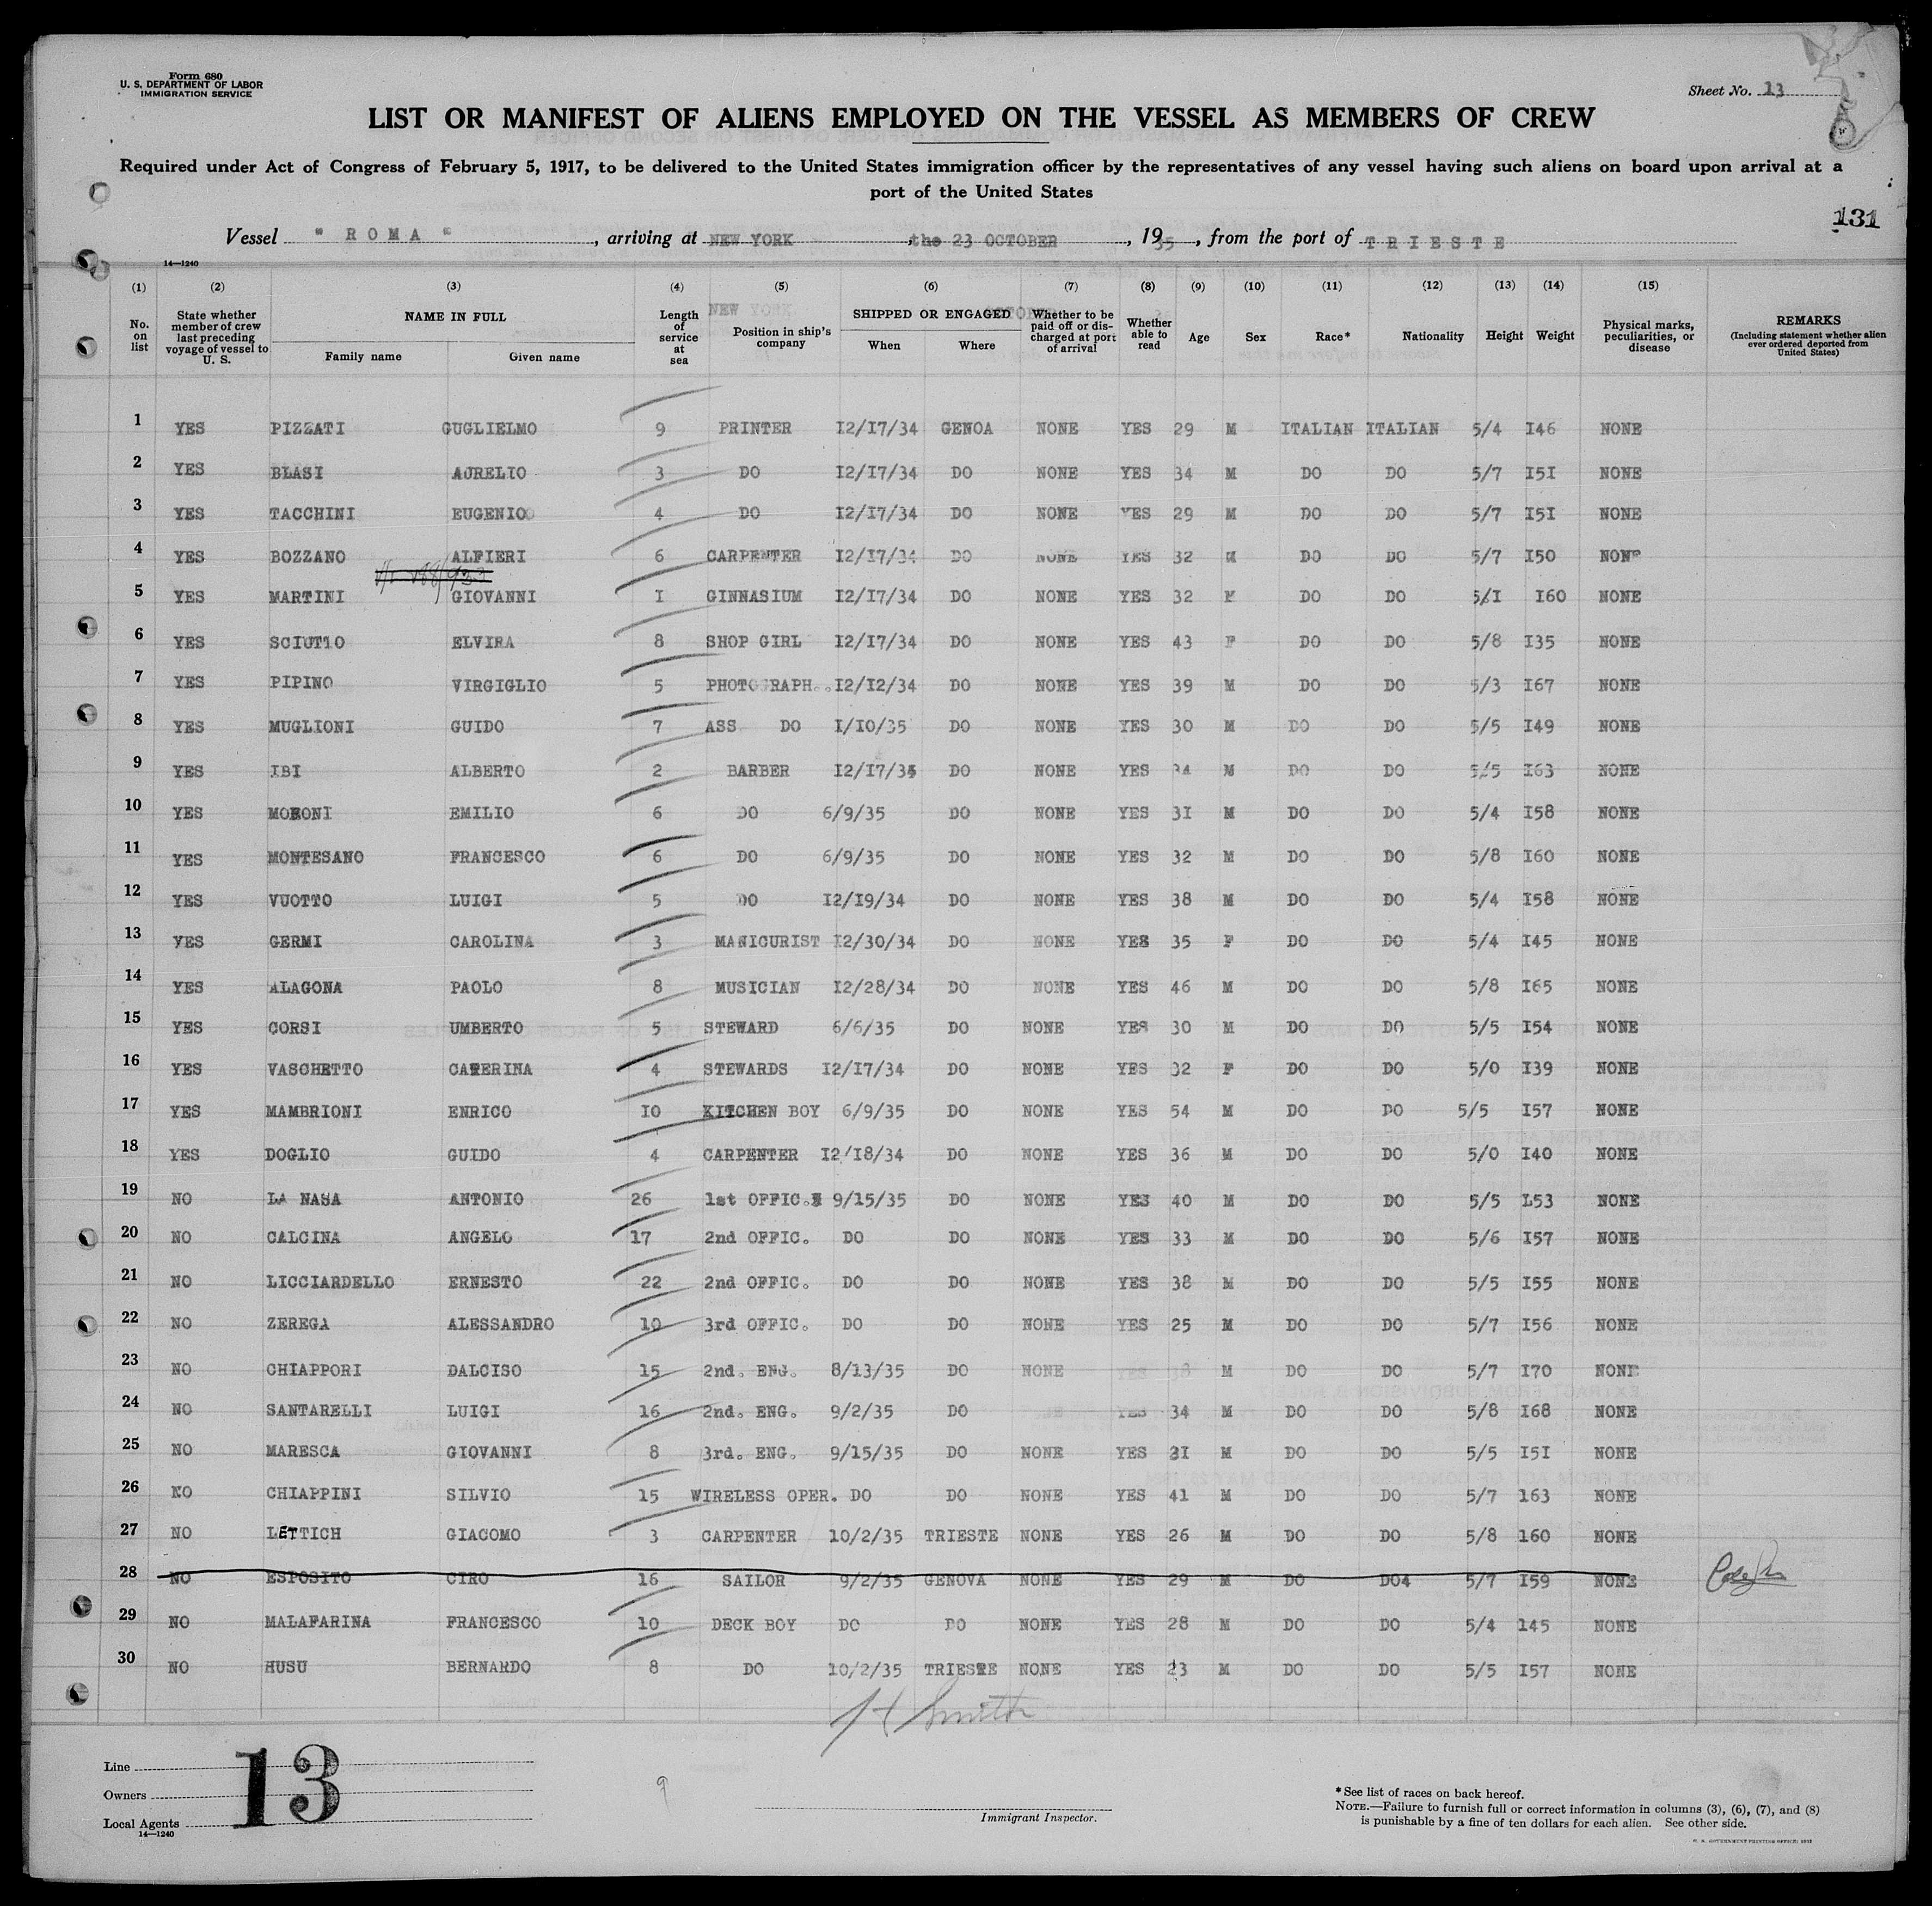 Form 680
U. S. DEPARTMENT OF LABOR
IMMIGRATION SERVICE
Sheet No. 13
LIST OR MANIFEST OF ALIENS EMPLOYED ON THE VESSEL AS MEMBERS OF CREW
Required under Act of Congress of February 5, 1917, to be delivered to the United States immigration officer by the representatives of any vessel having such aliens on board upon arrival at a
port of the United States
131
Vessel " ROMA ", arriving at NEW YORK, the 23 OCTOBER, 1935, from the port of TRIESTE
14—1240
(1) (2) (3) (4) (5) (6) (7) (8) (9) (10) (11) (12) (13) (14) (15)
No. on list State whether member of crew last preceding voyage of vessel to U. S. NAME IN FULL Family name Given name Length of service at sea Position in ship's company SHIPPED OR ENGAGED When Where Whether to be paid off or discharged at port of arrival Whether able to read Age Sex Race* Nationality Height Weight Physical marks, peculiarities, or disease REMARKS (Including statement whether alien ever ordered deported from United States)
1 YES PIZZATI GUGLIELMO 9 PRINTER 12/17/34 GENOA NONE YES 29 M ITALIAN ITALIAN 5/4 146 NONE
2 YES BLASI AURELIO 3 DO 12/17/34 DO NONE YES 34 M DO DO 5/7 151 NONE
3 YES TACCHINI EUGENIO 4 DO 12/17/34 DO NONE YES 29 M DO DO 5/7 151 NONE
4 YES BOZZANO ALFIERI 6 CARPENTER 12/17/34 DO NONE YES 32 M DO DO 5/7 150 NONE
5 YES MARTINI GIOVANNI 1 GINNASIUM 12/17/34 DO NONE YES 32 M DO DO 5/1 160 NONE
6 YES SCIUTTO ELVIRA 8 SHOP GIRL 12/17/34 DO NONE YES 43 F DO DO 5/8 135 NONE
7 YES PIPINO VIRGIGLIO 5 PHOTOGRAPH.. 12/12/34 DO NONE YES 39 M DO DO 5/3 167 NONE
8 YES MUGLIONI GUIDO 7 ASS DO 1/10/35 DO NONE YES 30 M DO DO 5/5 149 NONE
9 YES IBI ALBERTO 2 BARBER 12/17/34 DO NONE YES 34 M DO DO 5/5 163 NONE
10 YES MORONI EMILIO 6 DO 6/9/35 DO NONE YES 31 M DO DO 5/4 158 NONE
11 YES MONTESANO FRANCESCO 6 DO 6/9/35 DO NONE YES 32 M DO DO 5/8 160 NONE
12 YES VUOTTO LUIGI 5 DO 12/19/34 DO NONE YES 38 M DO DO 5/4 158 NONE
13 YES GERMI CAROLINA 3 MANICURIST 12/30/34 DO NONE YES 35 F DO DO 5/4 145 NONE
14 YES ALAGONA PAOLO 8 MUSICIAN 12/28/34 DO NONE YES 46 M DO DO 5/8 165 NONE
15 YES CORSI UMBERTO 5 STEWARD 6/6/35 DO NONE YES 30 M DO DO 5/5 154 NONE
16 YES VASCHETTO CATERINA 4 STEWARDS 12/17/34 DO NONE YES 32 F DO DO 5/0 139 NONE
17 YES MAMBRIONI ENRICO 10 KITCHEN BOY 6/9/35 DO NONE YES 54 M DO DO 5/5 157 NONE
18 YES DOGLIO GUIDO 4 CARPENTER 12/18/34 DO NONE YES 36 M DO DO 5/0 140 NONE
19 NO LA NASA ANTONIO 26 1st OFFIC. 9/15/35 DO NONE YES 40 M DO DO 5/5 153 NONE
20 NO CALCINA ANGELO 17 2nd OFFIC. DO DO NONE YES 33 M DO DO 5/6 157 NONE
21 NO LICCIARDELLO ERNESTO 22 2nd OFFIC. DO DO NONE YES 38 M DO DO 5/5 155 NONE
22 NO ZEREGA ALESSANDRO 10 3rd OFFIC. DO DO NONE YES 25 M DO DO 5/7 156 NONE
23 NO CHIAPPORI DALCISO 15 2nd. ENG. 8/13/35 DO NONE YES 38 M DO DO 5/7 170 NONE
24 NO SANTARELLI LUIGI 16 2nd. ENG. 9/2/35 DO YES 34 M DO DO 5/8 168 NONE
25 NO MARESCA GIOVANNI 8 3rd. ENG. 9/15/35 DO NONE YES 31 M DO DO 5/5 151 NONE
26 NO CHIAPPINI SILVIO 15 WIRELESS OPER. DO DO NONE YES 41 M DO DO 5/7 163 NONE
27 NO LETTICH GIACOMO 3 CARPENTER 10/2/35 TRIESTE NONE YES 26 M DO DO 5/8 160 NONE
28 NO ESPOSITO CIRO 16 SAILOR 9/2/35 GENOVA NONE YES 29 M DO DO4 5/7 159 NONE
29 NO MALAFARINA FRANCESCO 10 DECK BOY DO DO NONE YES 28 M DO DO 5/4 145 NONE
30 NO HUSU BERNARDO 8 DO 10/2/35 TRIESTE NONE YES 23 M DO DO 5/5 157 NONE
H Smith
Line
Owners
Local Agents
14—1240
13
9
Immigrant Inspector.
*See list of races on back hereof.
NOTE.—Failure to furnish full or correct information in columns (3), (6), (7), and (8)
is punishable by a fine of ten dollars for each alien. See other side.